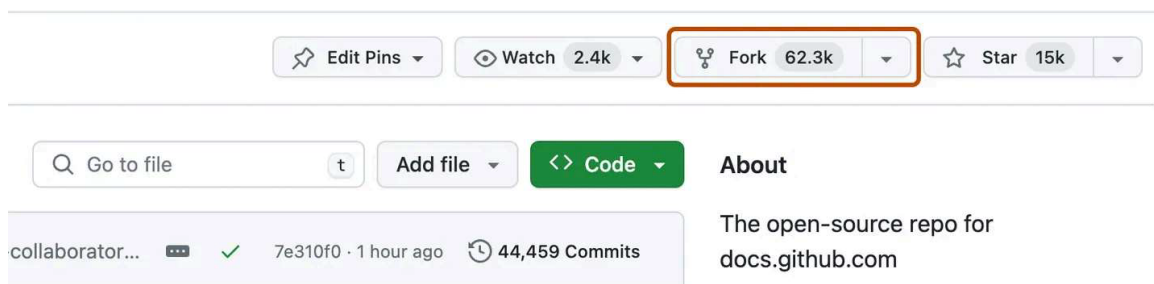 Edit Pins Watch 2.4k Fork 62.3k Star 15k
Go to file t Add file <> Code About
The open-source repo for
docs.github.com
-collaborator... 7e310f0 · 1 hour ago 44,459 Commits